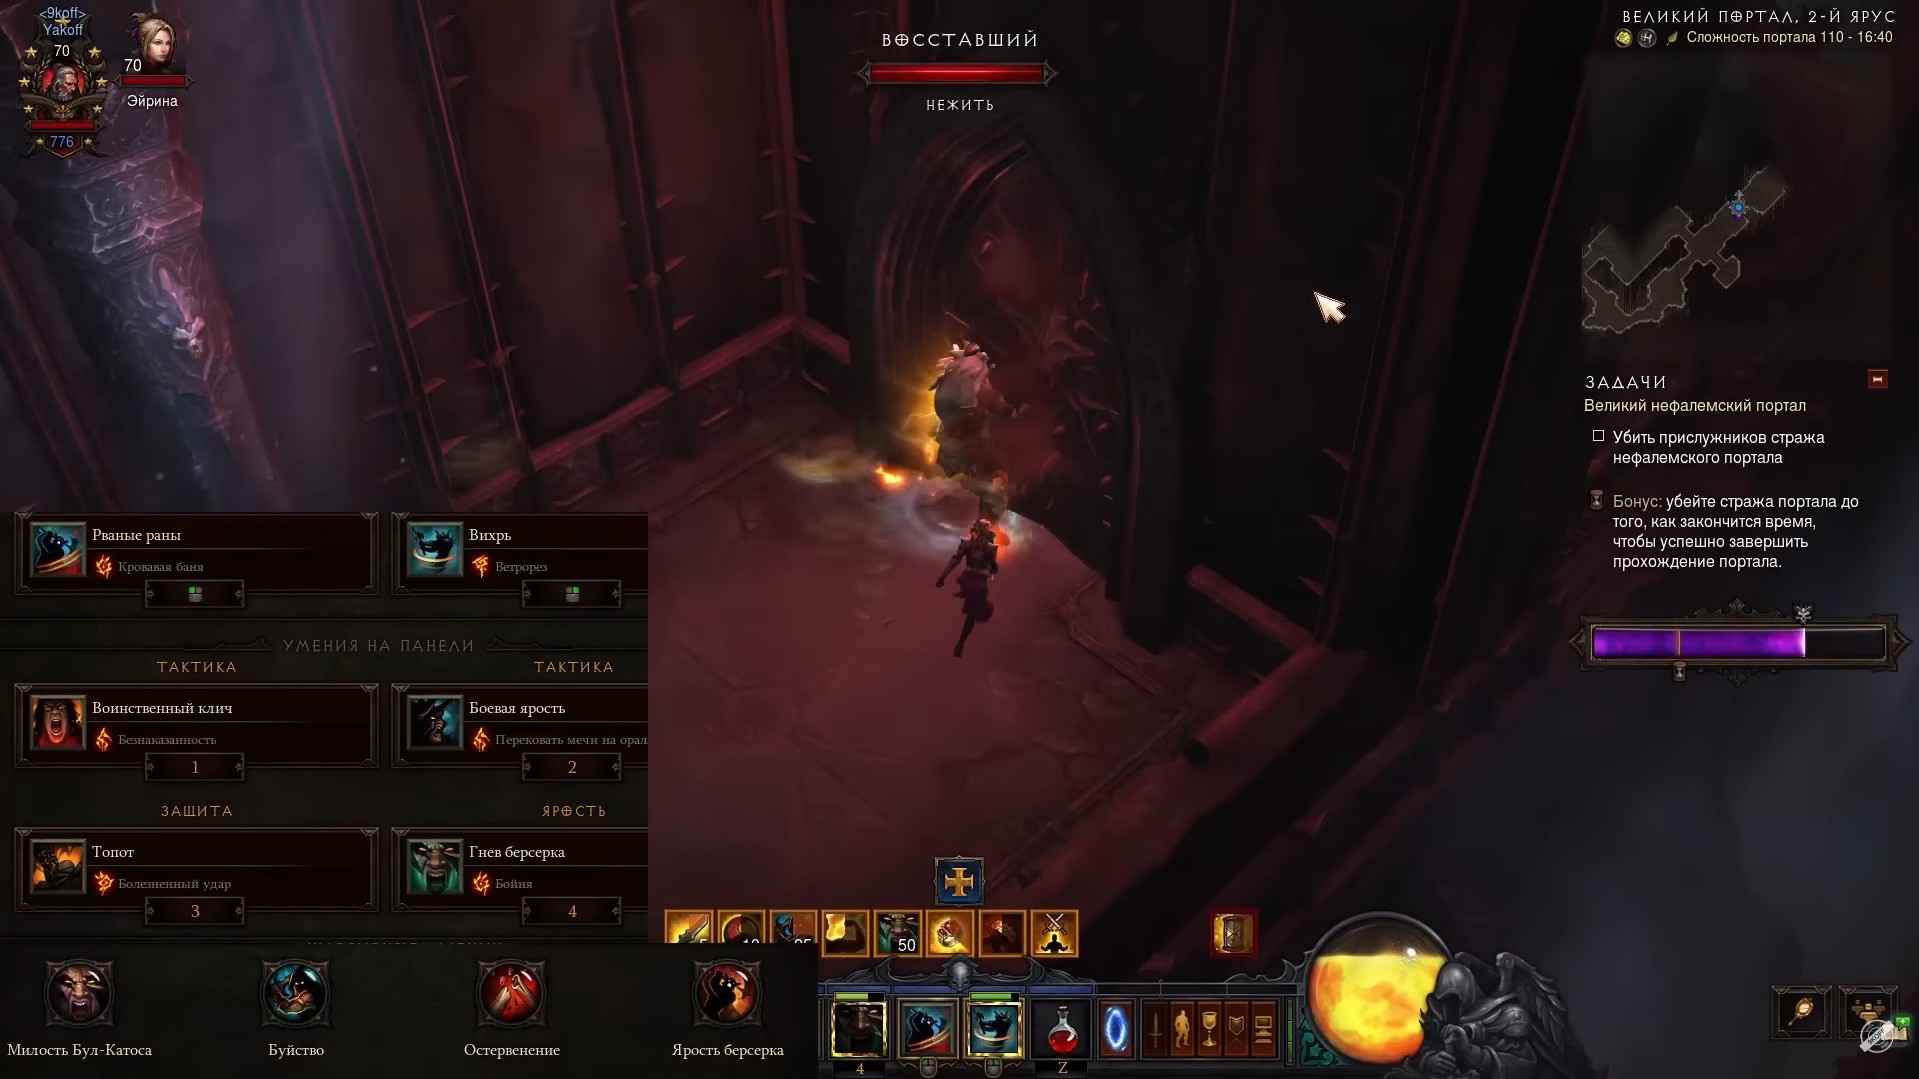 <9koff>
Yakoff
70
776
70
Эйрина
ВОССТАВШИЙ
НЕЖИТЬ
ВЕЛИКИЙ ПОРТАЛ, 2-Й ЯРУС
Сложность портала 110 - 16:40
ЗАДАЧИ
Великий нефалемский портал
Убить прислужников стража
нефалемского портала
Бонус: убейте стража портала до
того, как закончится время,
чтобы успешно завершить
прохождение портала.
Рваные раны
Кровавая баня
Вихрь
Ветрорез
УМЕНИЯ НА ПАНЕЛИ
ТАКТИКА
ТАКТИКА
Воинственный клич
Безнаказанность
1
Боевая ярость
Перековать мечи на орал
2
ЗАЩИТА
ЯРОСТЬ
Топот
Болезненный удар
3
Гнев берсерка
Бойня
4
Милость Бул-Катоса
Буйство
Остервенение
Ярость берсерка
50
4
Z